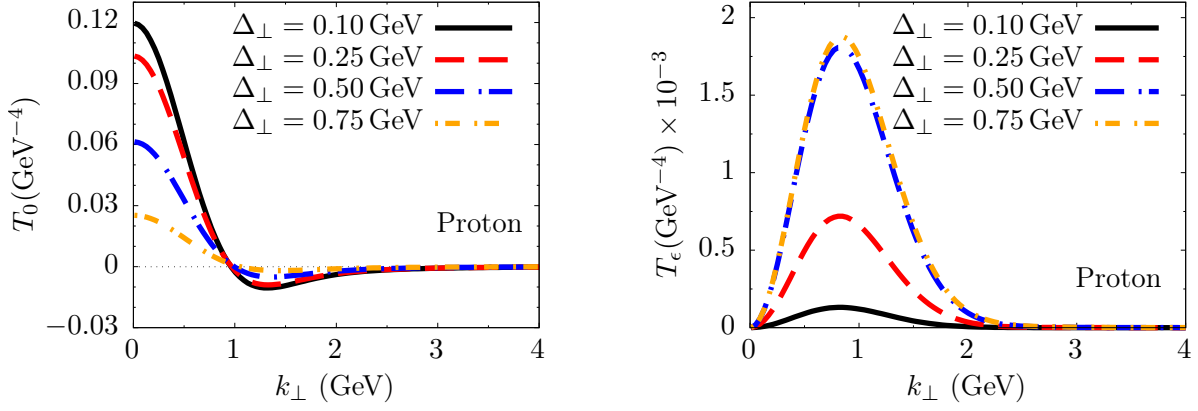 T₀(GeV⁻⁴)
0.12
0.09
0.06
0.03
0
−0.03
Δ⊥ = 0.10 GeV
Δ⊥ = 0.25 GeV
Δ⊥ = 0.50 GeV
Δ⊥ = 0.75 GeV
Proton
0 1 2 3 4
k⊥ (GeV)
Tϵ(GeV⁻⁴) × 10⁻³
2
1.5
1
0.5
0
Δ⊥ = 0.10 GeV
Δ⊥ = 0.25 GeV
Δ⊥ = 0.50 GeV
Δ⊥ = 0.75 GeV
Proton
0 1 2 3 4
k⊥ (GeV)